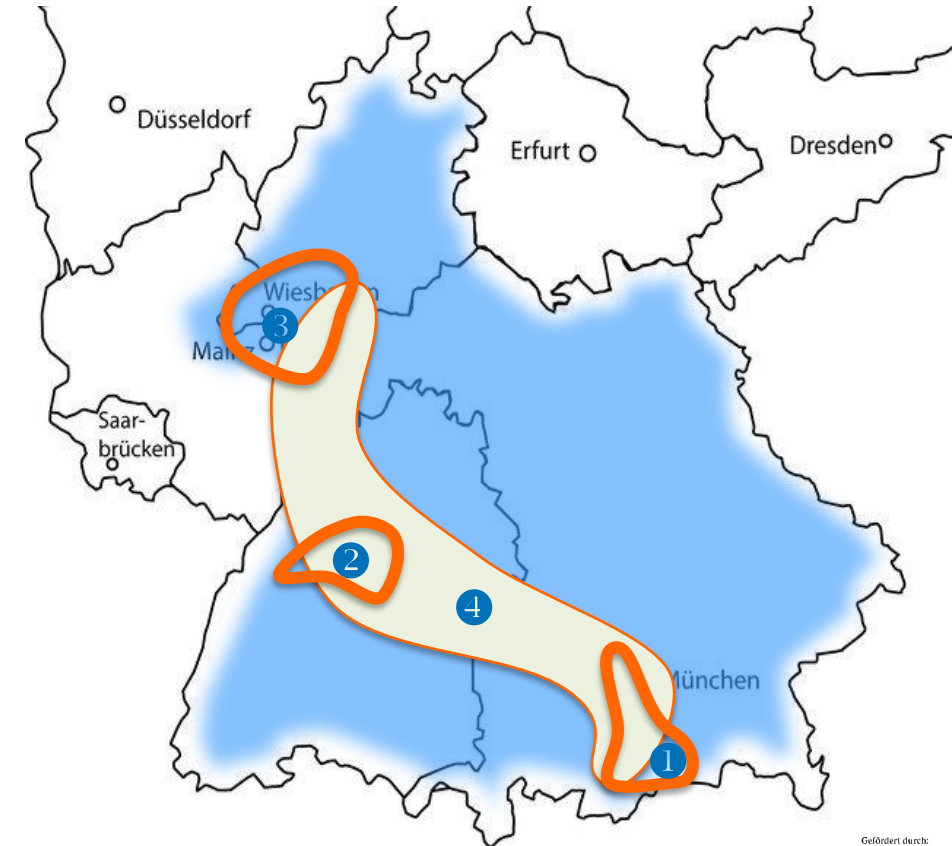 Düsseldorf
Erfurt
Dresden
Wiesbaden
3
Mainz
Saar-
brücken
2
4
München
1
Gefördert durch: